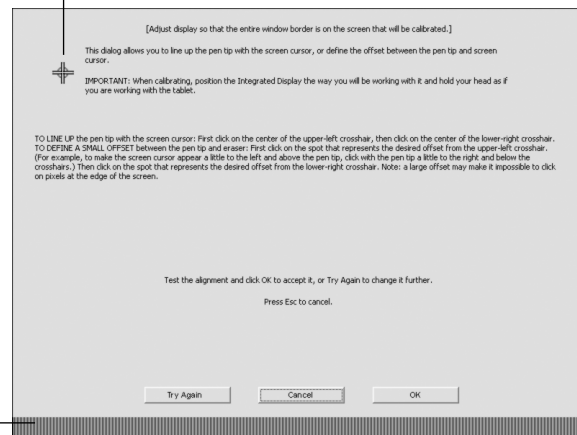 [Adjust display so that the entire window border is on the screen that will be calibrated.]
This dialog allows you to line up the pen tip with the screen cursor, or define the offset between the pen tip and screen
cursor.
IMPORTANT: When calibrating, position the Integrated Display the way you will be working with it and hold your head as if
you are working with the tablet.
TO LINE UP the pen tip with the screen cursor: First click on the center of the upper-left crosshair, then click on the center of the lower-right crosshair.
TO DEFINE A SMALL OFFSET between the pen tip and eraser: First click on the spot that represents the desired offset from the upper-left crosshair.
(For example, to make the screen cursor appear a little to the left and above the pen tip, click with the pen tip a little to the right and below the
crosshairs.) Then click on the spot that represents the desired offset from the lower-right crosshair. Note: a large offset may make it impossible to click
on pixels at the edge of the screen.
Test the alignment and click OK to accept it, or Try Again to change it further.
Press Esc to cancel.
Try Again Cancel OK